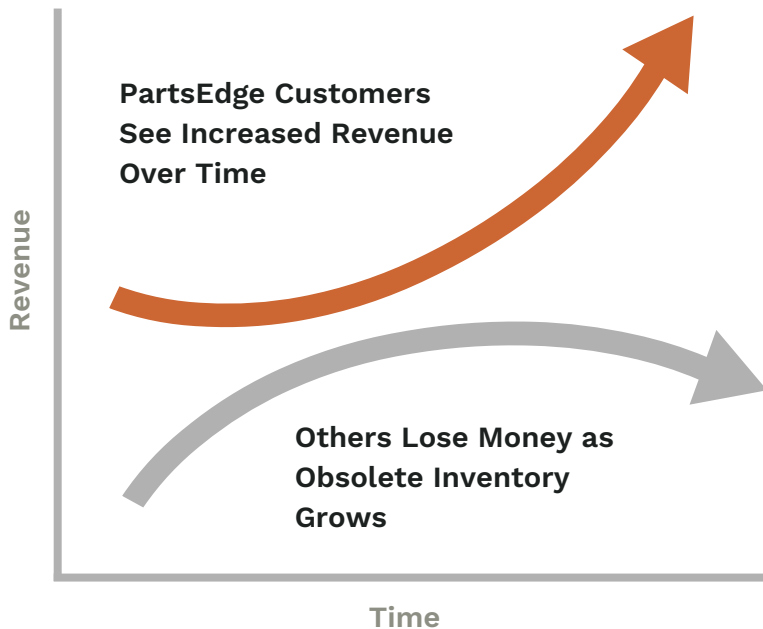 PartsEdge Customers
See Increased Revenue
Over Time
Revenue
Others Lose Money as
Obsolete Inventory
Grows
Time